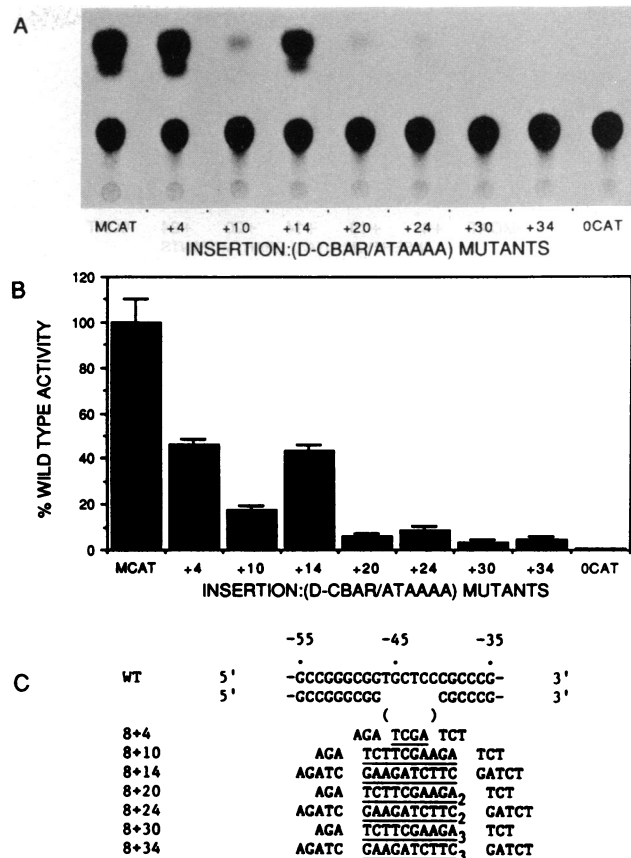 A
MCAT +4 +10 +14 +20 +24 +30 +34 0CAT
INSERTION:(D-CBAR/ATAAAA) MUTANTS
B
% WILD TYPE ACTIVITY
120
100
80
60
40
20
0
MCAT +4 +10 +14 +20 +24 +30 +34 0CAT
INSERTION:(D-CBAR/ATAAAA) MUTANTS
C
-55 -45 -35
WT 5' -GCCGGGCGGTGCTCCCGCCCG- 3'
5' -GCCGGGCGG CGCCCG- 3'
( )
8+4 AGA TCGA TCT
8+10 AGA TCTTCGAAGA TCT
8+14 AGATC GAAGATCTTC GATCT
8+20 AGA TCTTCGAAGA2 TCT
8+24 AGATC GAAGATCTTC2 GATCT
8+30 AGA TCTTCGAAGA3 TCT
8+34 AGATC GAAGATCTTC3 GATCT